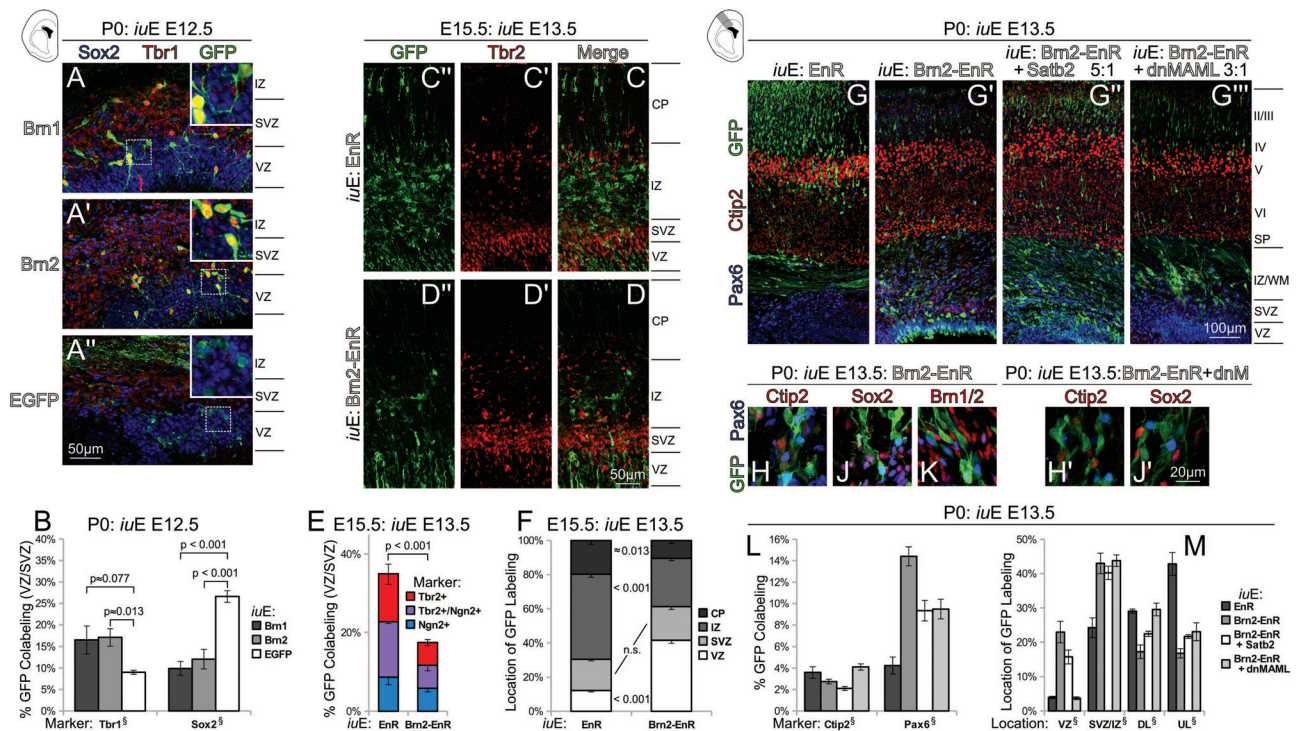 P0: iuE E12.5
Sox2 Tbr1 GFP
A
IZ
SVZ
VZ
Brn1
A'
IZ
SVZ
VZ
Brn2
A''
IZ
SVZ
VZ
EGFP
50μm
E15.5: iuE E13.5
GFP Tbr2 Merge
C'' C' C
CP
IZ
SVZ
VZ
iuE: EnR
D'' D' D
CP
IZ
SVZ
VZ
iuE: Brn2-EnR
50μm
P0: iuE E13.5
iuE: EnR
iuE: Brn2-EnR
iuE: Brn2-EnR
+ Satb2 5:1
iuE: Brn2-EnR
+ dnMAML 3:1
G G' G'' G'''
Pax6 Ctip2 GFP
II/III
IV
V
VI
SP
IZ/WM
SVZ
VZ
100μm
P0: iuE E13.5: Brn2-EnR
Ctip2 Sox2 Brn1/2
GFP Pax6
H J K
P0: iuE E13.5:Brn2-EnR+dnM
Ctip2 Sox2
H' J'
20μm
B
P0: iuE E12.5
% GFP Colabeling (VZ/SVZ)
40%
35%
30%
25%
20%
15%
10%
5%
0%
p≈0.077
p≈0.013
p < 0.001
p < 0.001
iuE:
Brn1
Brn2
EGFP
Marker: Tbr1§ Sox2§
E
E15.5: iuE E13.5
% GFP Colabeling (VZ/SVZ)
40%
20%
0%
p < 0.001
Marker:
Tbr2+
Tbr2+/Ngn2+
Ngn2+
iuE: EnR Brn2-EnR
F
E15.5: iuE E13.5
Location of GFP Labeling
100%
80%
60%
40%
20%
0%
≈0.013
< 0.001
n.s.
< 0.001
CP
IZ
SVZ
VZ
iuE: EnR Brn2-EnR
P0: iuE E13.5
L
% GFP Colabeling
16%
14%
12%
10%
8%
6%
4%
2%
0%
Marker: Ctip2§ Pax6§
M
Location of GFP Labeling
50%
40%
30%
20%
10%
0%
iuE:
EnR
Brn2-EnR
Brn2-EnR
+ Satb2
Brn2-EnR
+ dnMAML
Location: VZ§ SVZ/IZ§ DL§ UL§